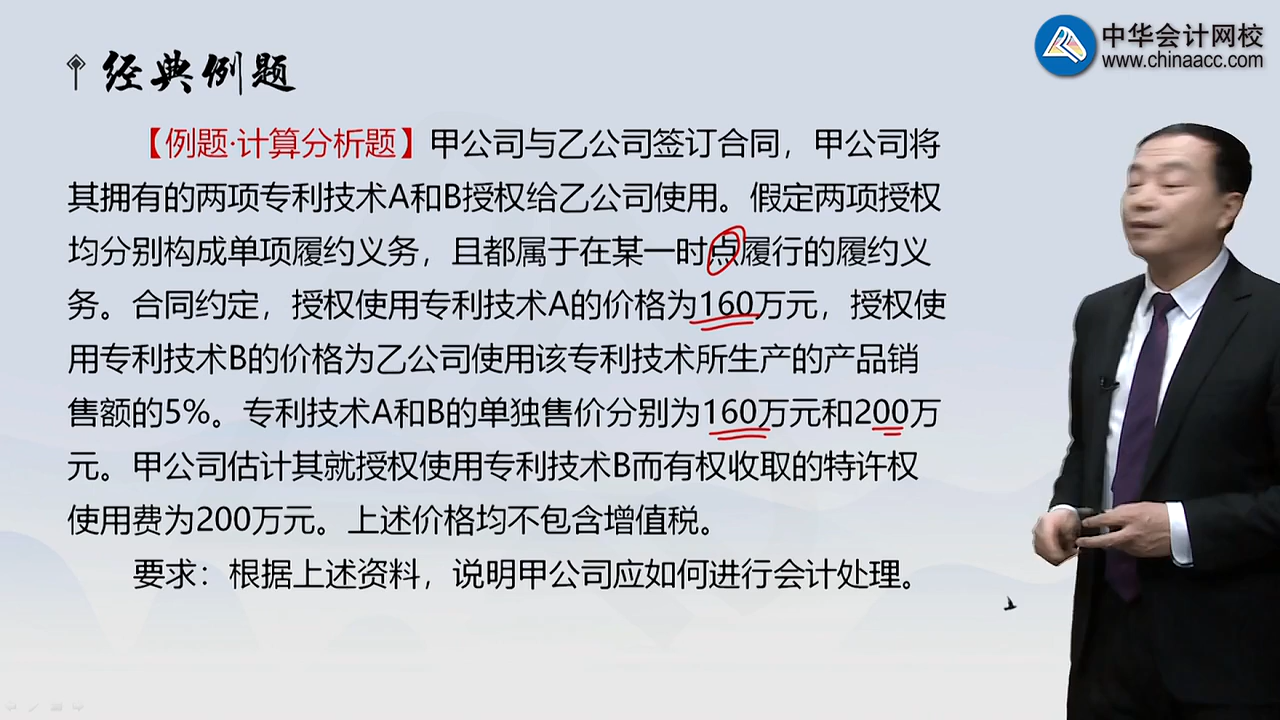 中华会计网校
www.chinaacc.com
经典例题
【例题·计算分析题】甲公司与乙公司签订合同，甲公司将
其拥有的两项专利技术A和B授权给乙公司使用。假定两项授权
均分别构成单项履约义务，且都属于在某一时点履行的履约义
务。合同约定，授权使用专利技术A的价格为160万元，授权使
用专利技术B的价格为乙公司使用该专利技术所生产的产品销
售额的5%。专利技术A和B的单独售价分别为160万元和200万
元。甲公司估计其就授权使用专利技术B而有权收取的特许权
使用费为200万元。上述价格均不包含增值税。
要求：根据上述资料，说明甲公司应如何进行会计处理。